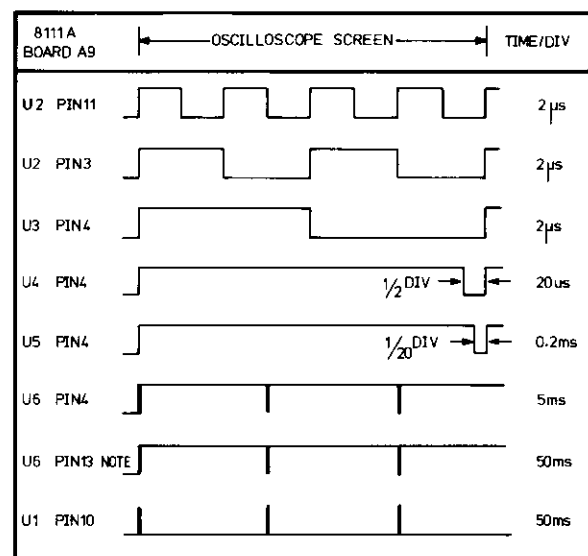 8111A
BOARD A9
OSCILLOSCOPE SCREEN
TIME/DIV
U2 PIN11
2µs
U2 PIN3
2µs
U3 PIN4
2µs
U4 PIN4
1/2 DIV
20us
U5 PIN4
1/20 DIV
0.2ms
U6 PIN4
5ms
U6 PIN13 NOTE
50ms
U1 PIN10
50ms